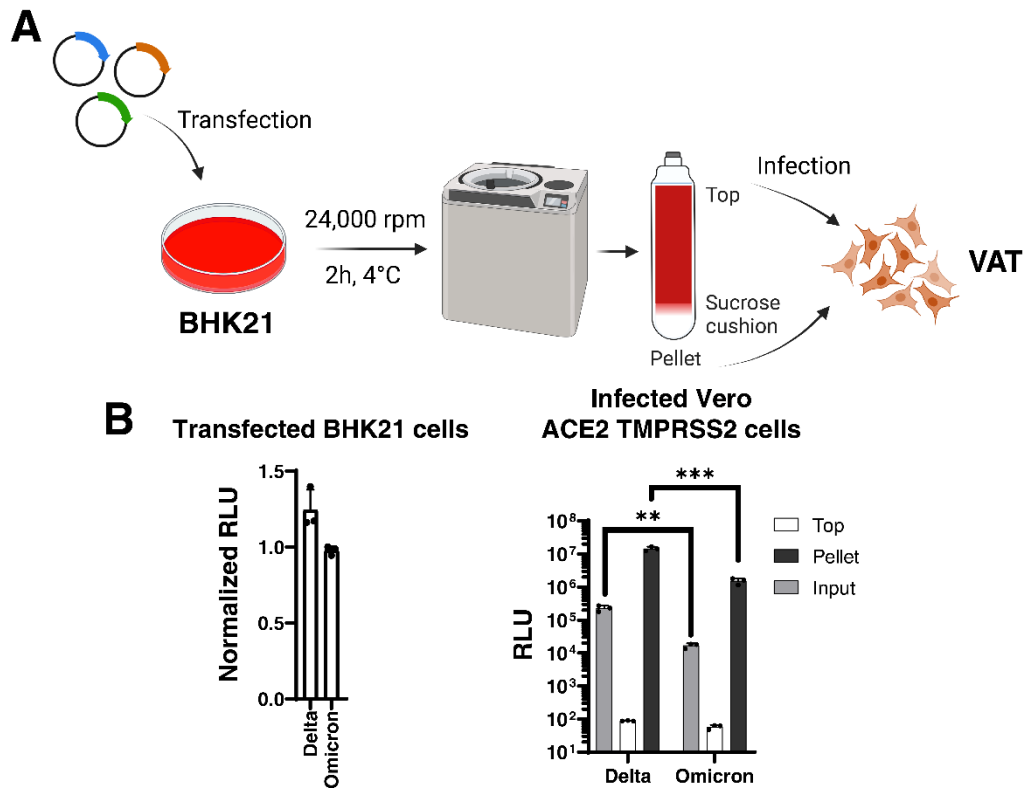 A
Transfection
24,000 rpm
2h, 4°C
BHK21
Top
Sucrose
cushion
Pellet
Infection
VAT
B
Transfected BHK21 cells
Normalized RLU
1.5
1.0
0.5
0.0
Delta
Omicron
Infected Vero
ACE2 TMPRSS2 cells
RLU
10⁸
10⁷
10⁶
10⁵
10⁴
10³
10²
10¹
**
***
Delta
Omicron
Top
Pellet
Input